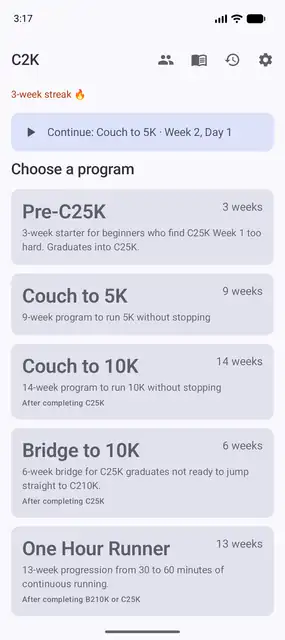 3:17
C2K
3-week streak 🔥
Continue: Couch to 5K · Week 2, Day 1
Choose a program
Pre-C25K
3 weeks
3-week starter for beginners who find C25K Week 1 too
hard. Graduates into C25K.
Couch to 5K
9 weeks
9-week program to run 5K without stopping
Couch to 10K
14 weeks
14-week program to run 10K without stopping
After completing C25K
Bridge to 10K
6 weeks
6-week bridge for C25K graduates not ready to jump
straight to C210K.
After completing C25K
One Hour Runner
13 weeks
13-week progression from 30 to 60 minutes of
continuous running.
After completing B210K or C25K